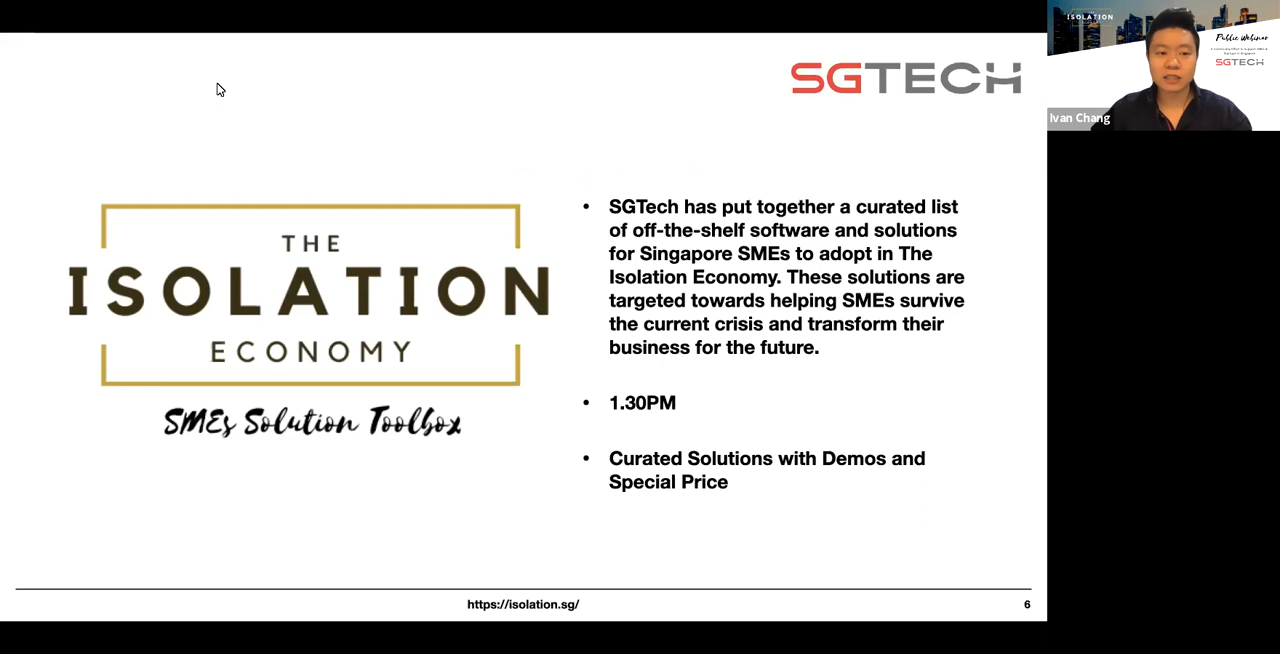 SGTECH
THE
ISOLATION
ECONOMY
SMEs Solution Toolbox
• SGTech has put together a curated list
of off-the-shelf software and solutions
for Singapore SMEs to adopt in The
Isolation Economy. These solutions are
targeted towards helping SMEs survive
the current crisis and transform their
business for the future.
• 1.30PM
• Curated Solutions with Demos and
Special Price
https://isolation.sg/
6
ISOLATION
Public Webinar
SGTECH
Ivan Chang